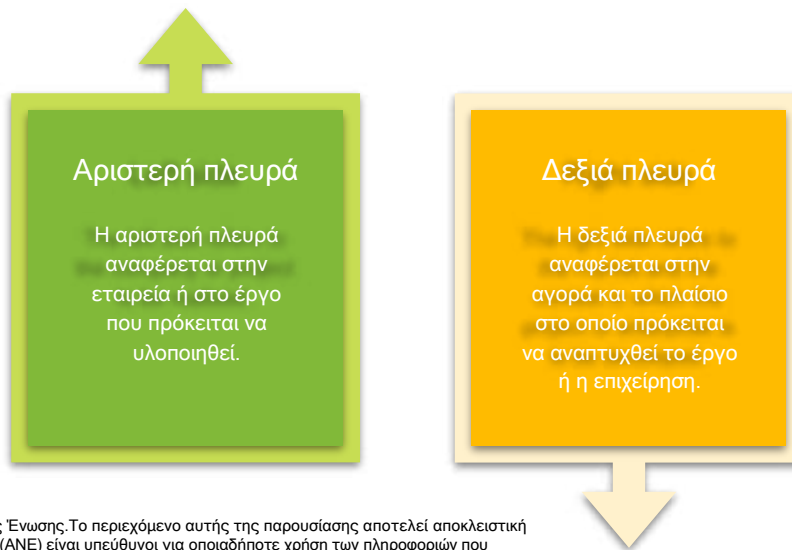 Αριστερή πλευρά
Η αριστερή πλευρά
αναφέρεται στην
εταιρεία ή στο έργο
που πρόκειται να
υλοποιηθεί.
Δεξιά πλευρά
Η δεξιά πλευρά
αναφέρεται στην
αγορά και το πλαίσιο
στο οποίο πρόκειται
να αναπτυχθεί το έργο
ή η επιχείρηση.
ς Ένωσης.Το περιεχόμενο αυτής της παρουσίασης αποτελεί αποκλειστική
(ANE) είναι υπεύθυνοι για οποιαδήποτε χρήση των πληροφοριών που